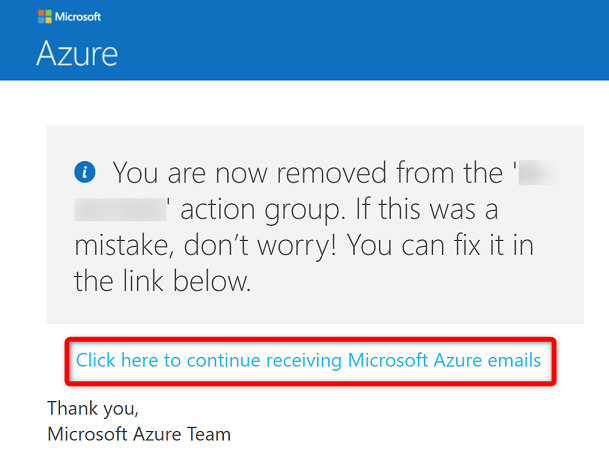 Microsoft
Azure
You are now removed from the '
' action group. If this was a
mistake, don’t worry! You can fix it in
the link below.
Click here to continue receiving Microsoft Azure emails
Thank you,
Microsoft Azure Team